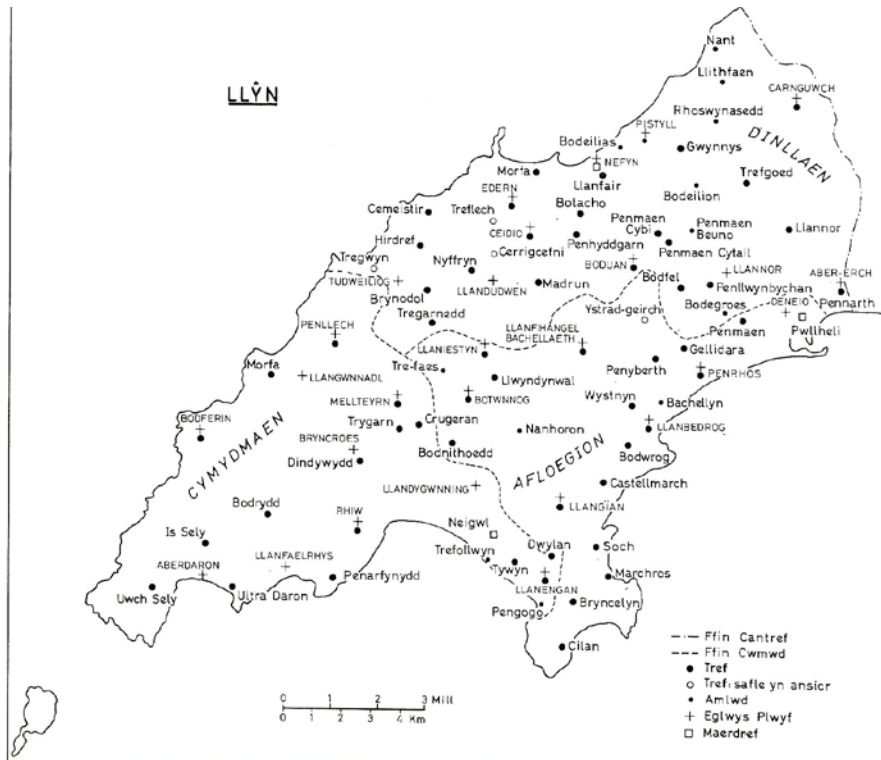 LLŶN
Nant
Llithfaen
CARNGUWCH
Rhoswynasedd
PISTYLL
Bodeilias
DINLLAEN
Gwynnys
NEFYN
Morfa
Llanfair
Trefgoed
EDERN
Bodeilion
Cemeistir
Treflech
Botacho
Penmaen
Cybi
Penmaen
Beuno
Llannor
CEIDIO
Hirdref
Penhyddgarn
Penmaen Cytail
Cerrigcefni
Tregwyn
Nyffryn
BODUAN
LLANNOR
ABER-ERCH
TUDWEILIOG
LLANDUDWEN
Madrun
Bodfel
Penllwynbychan
Brynodol
DENEIO
Pennarth
Bodegroes
Tregarnedd
Ystrad-geirch
Penmaen
Pwllheli
PENLLECH
LLANFIHANGEL
BACHELLAETH
LLANIESTYN
Gellidara
Tre-faes
Penyberth
Morfa
LLANGWNNADL
Llwyndynwal
PENRHOS
BOTWNNOG
MELLTEYRN
Wystnyn
Bachellyn
BODFERIN
Trygarn
Crugeran
Nanhoron
LLANBEDROG
BRYNCROES
Bodnithoedd
Bodwrog
CYMYDMAEN
Dindywydd
AFLOEGION
LLANDYGWNNING
Castellmarch
Bodrydd
LLANGÏAN
RHIW
Neigwl
Is Sely
Trefollwyn
Dwylan
Soch
ABERDARON
LLANFAELRHYS
Tywyn
Penarfynydd
Marchros
Uwch Sely
Ultra Daron
LLANENGAN
Pengogo
Bryncelyn
Cilan
Ffin Cantref
Ffin Cwmwd
Tref
Tref: safle yn ansicr
Amlwd
Eglwys Plwyf
Maerdref
0 1 2 3 Mill
0 1 2 3 4 Km